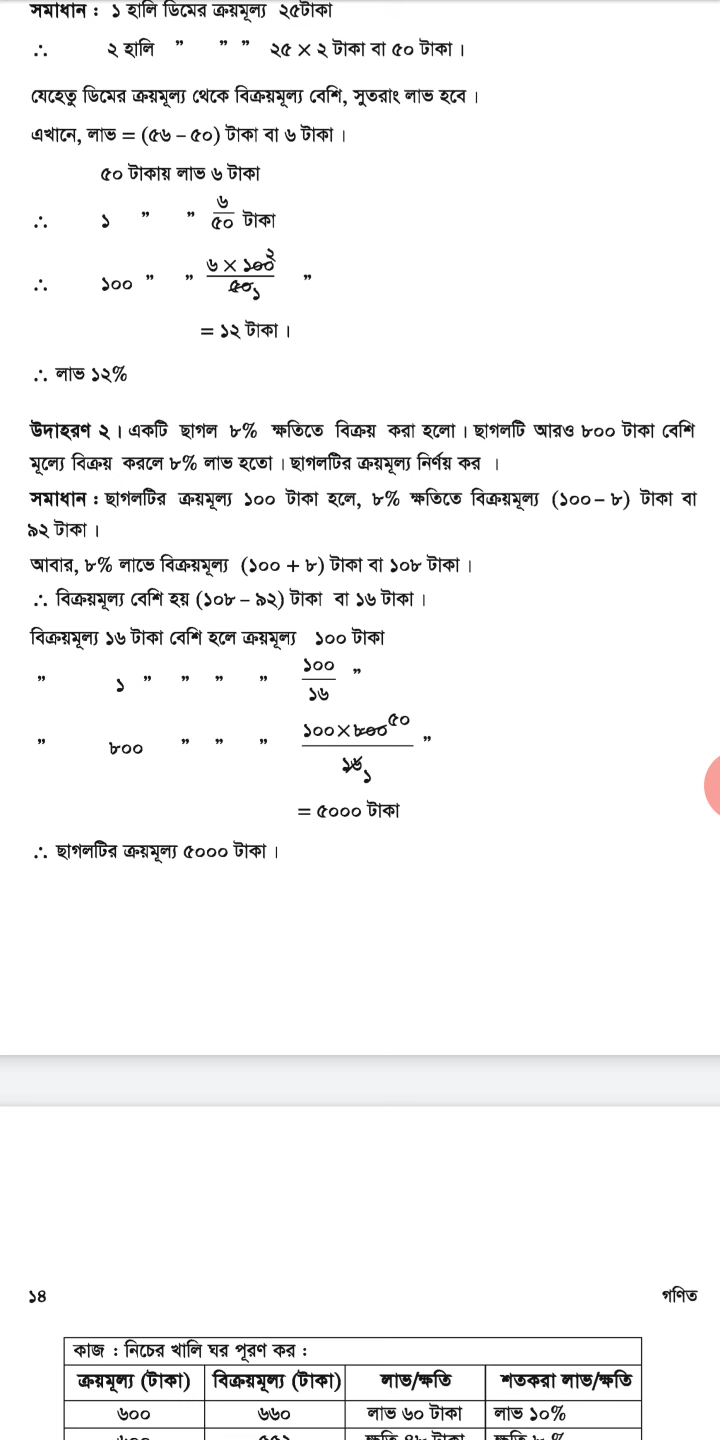 সমাধান : ১ হালি ডিমের ক্রয়মূল্য ২৫টাকা
∴ ২ হালি ” ” ” ২৫ × ২ টাকা বা ৫০ টাকা ।
যেহেতু ডিমের ক্রয়মূল্য থেকে বিক্রয়মূল্য বেশি, সুতরাং লাভ হবে ।
এখানে, লাভ = (৫৬ – ৫০) টাকা বা ৬ টাকা ।
৫০ টাকায় লাভ ৬ টাকা
∴ ১ ” ” ৬/৫০ টাকা
∴ ১০০ ” ” ৬ × ১০০ ২/৫০ ১ ”
= ১২ টাকা ।
∴ লাভ ১২%
উদাহরণ ২ । একটি ছাগল ৮% ক্ষতিতে বিক্রয় করা হলো । ছাগলটি আরও ৮০০ টাকা বেশি
মূল্যে বিক্রয় করলে ৮% লাভ হতো । ছাগলটির ক্রয়মূল্য নির্ণয় কর ।
সমাধান : ছাগলটির ক্রয়মূল্য ১০০ টাকা হলে, ৮% ক্ষতিতে বিক্রয়মূল্য (১০০ – ৮) টাকা বা
৯২ টাকা ।
আবার, ৮% লাভে বিক্রয়মূল্য (১০০ + ৮) টাকা বা ১০৮ টাকা ।
∴ বিক্রয়মূল্য বেশি হয় (১০৮ – ৯২) টাকা বা ১৬ টাকা ।
বিক্রয়মূল্য ১৬ টাকা বেশি হলে ক্রয়মূল্য ১০০ টাকা
” ১ ” ” ” ” ১০০/১৬ ”
” ৮০০ ” ” ” ১০০ × ৮০০ ৫০/১৬ ১ ”
= ৫০০০ টাকা
∴ ছাগলটির ক্রয়মূল্য ৫০০০ টাকা ।
১৪ গণিত
কাজ : নিচের খালি ঘর পূরণ কর :
ক্রয়মূল্য (টাকা) বিক্রয়মূল্য (টাকা) লাভ/ক্ষতি শতকরা লাভ/ক্ষতি
৬০০ ৬৬০ লাভ ৬০ টাকা লাভ ১০%